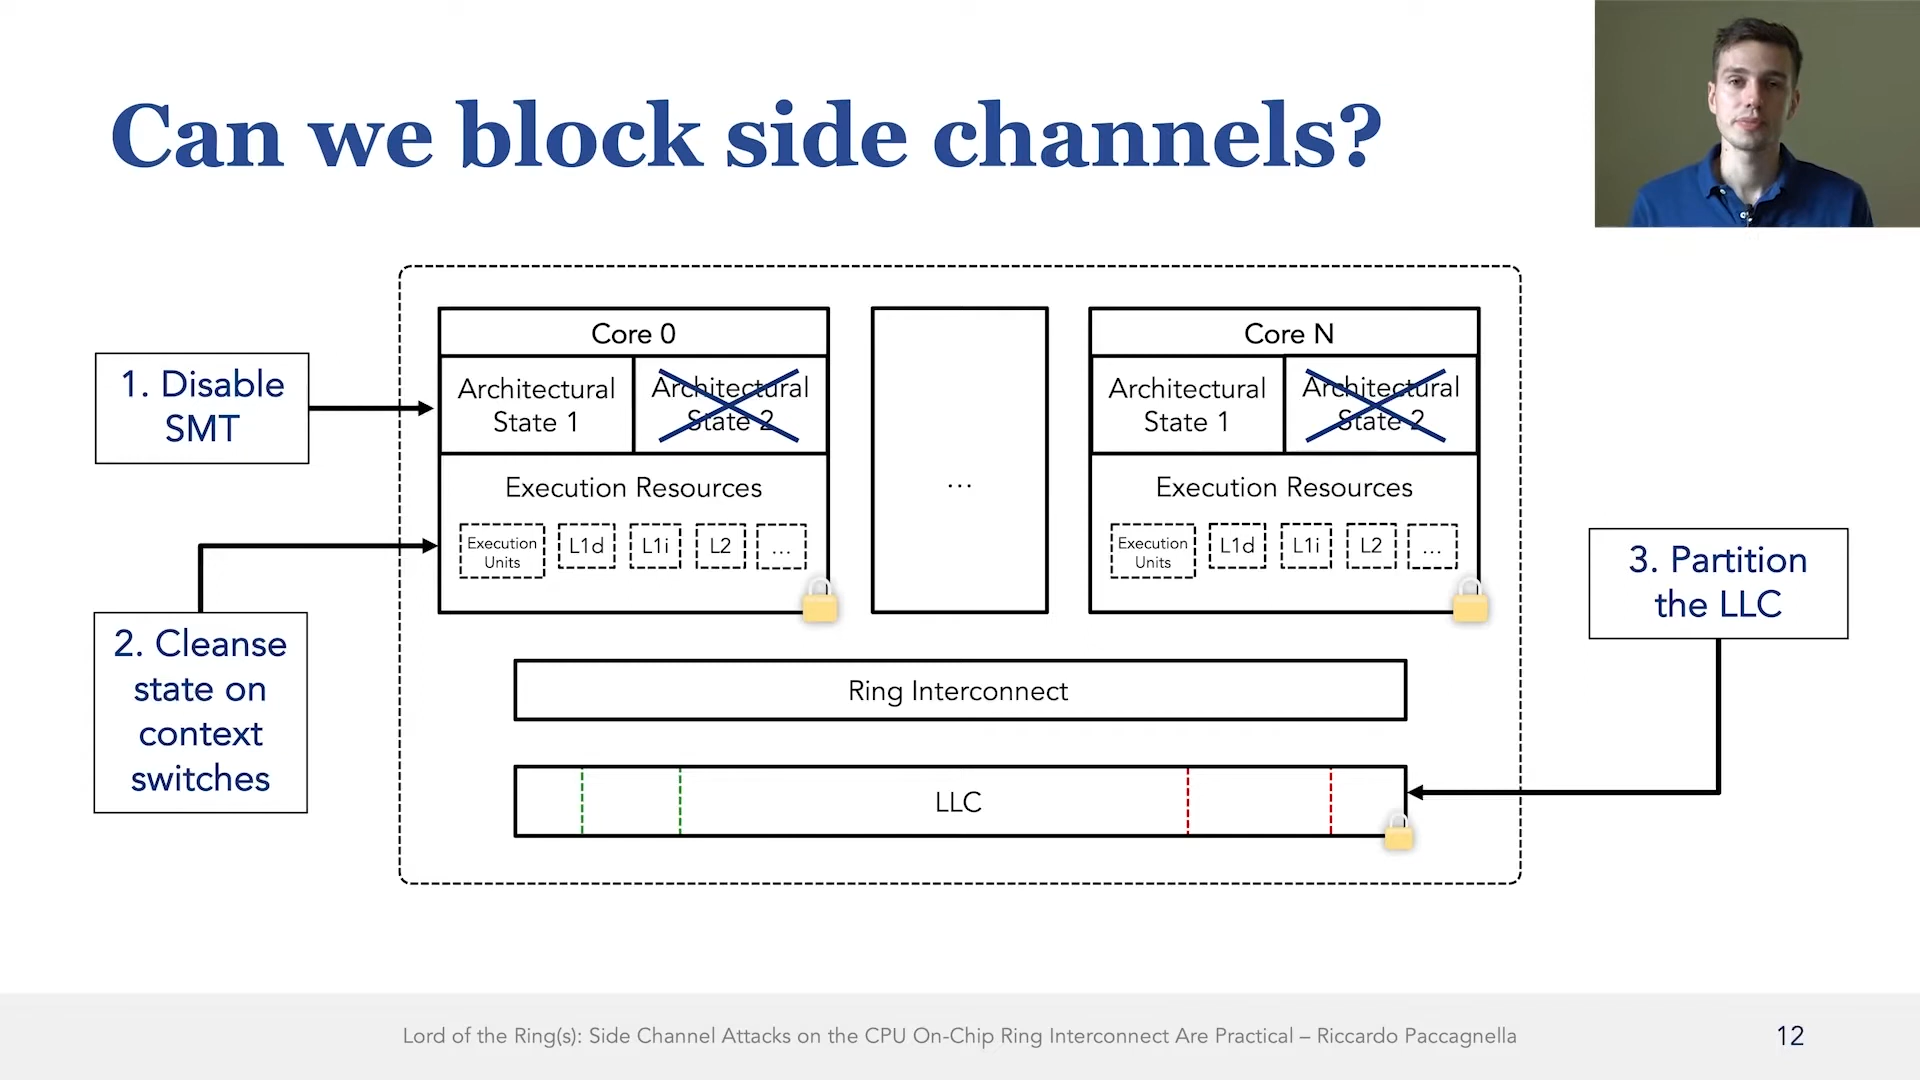 Can we block side channels?
1. Disable
SMT
2. Cleanse
state on
context
switches
Core 0
Architectural
State 1
Architectural
State 2
Execution Resources
Execution
Units
L1d
L1i
L2
...
...
Core N
Architectural
State 1
Architectural
State 2
Execution Resources
Execution
Units
L1d
L1i
L2
...
3. Partition
the LLC
Ring Interconnect
LLC
Lord of the Ring(s): Side Channel Attacks on the CPU On-Chip Ring Interconnect Are Practical – Riccardo Paccagnella
12